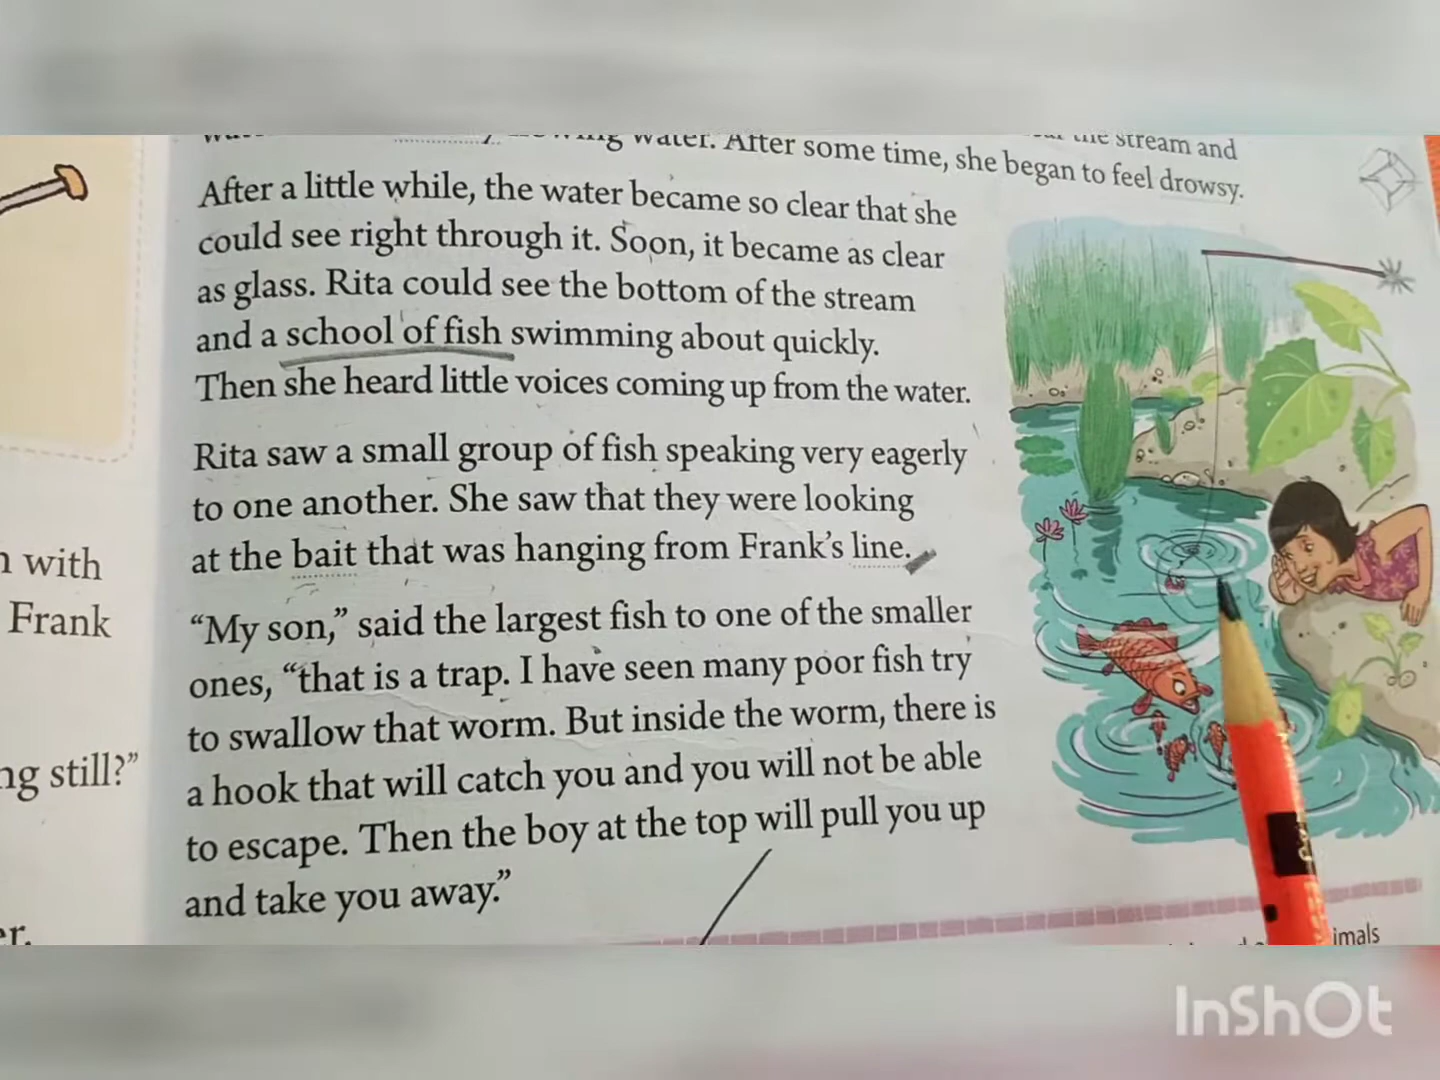 the stream and
flowing water. After some time, she began to feel drowsy.
After a little while, the water became so clear that she
could see right through it. Soon, it became as clear
as glass. Rita could see the bottom of the stream
and a school of fish swimming about quickly.
Then she heard little voices coming up from the water.
Rita saw a small group of fish speaking very eagerly
to one another. She saw that they were looking
at the bait that was hanging from Frank's line.
“My son,” said the largest fish to one of the smaller
ones, “that is a trap. I have seen many poor fish try
to swallow that worm. But inside the worm, there is
a hook that will catch you and you will not be able
to escape. Then the boy at the top will pull you up
and take you away.”
with
Frank
still?”
InShOt